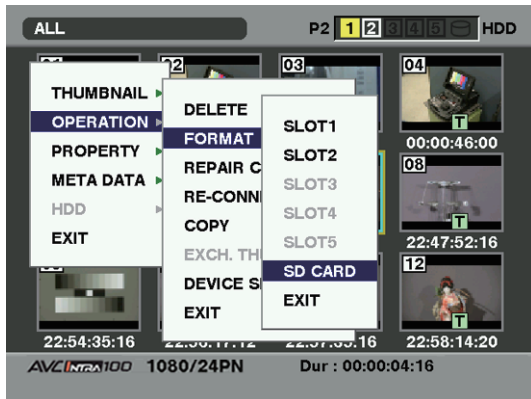 ALL P2 1 2 3 4 5 HDD
02 03 04
THUMBNAIL
OPERATION
PROPERTY
META DATA
HDD
EXIT
DELETE
FORMAT
REPAIR C
RE-CONN
COPY
EXCH. TH
DEVICE S
EXIT
SLOT1
SLOT2
SLOT3
SLOT4
SLOT5
SD CARD
EXIT
T
00:00:46:00
08
T
22:47:52:16
12
T
22:54:35:16 22:58:14:20
AVC INTRA 100 1080/24PN Dur : 00:00:04:16